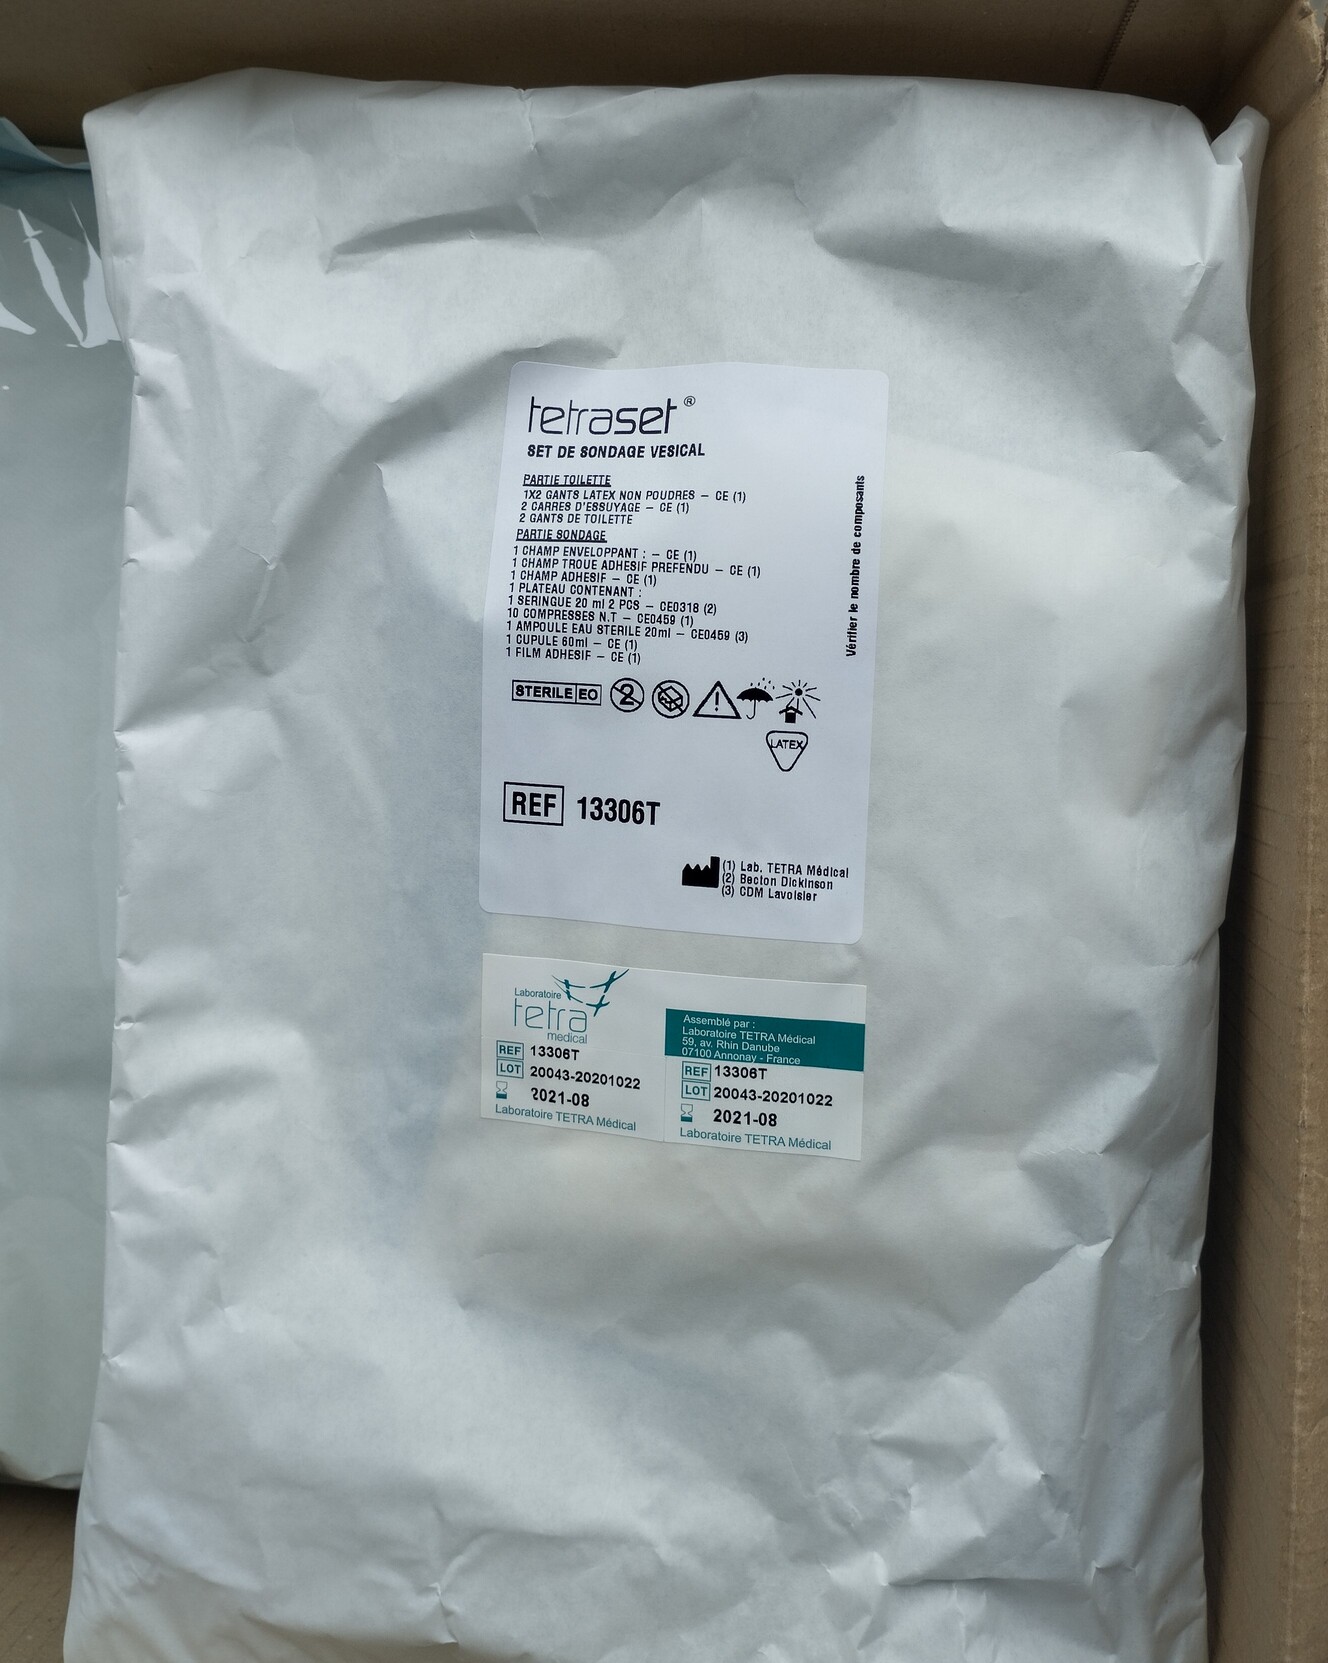 tetraset®
SET DE SONDAGE VESICAL
PARTIE TOILETTE
1X2 GANTS LATEX NON POUDRES – CE (1)
2 CARRES D'ESSUYAGE – CE (1)
2 GANTS DE TOILETTE
PARTIE SONDAGE
1 CHAMP ENVELOPPANT : – CE (1)
1 CHAMP TROUE ADHESIF PREFENDU – CE (1)
1 CHAMP ADHESIF – CE (1)
1 PLATEAU CONTENANT :
1 SERINGUE 20 ml 2 PCS – CE0318 (2)
10 COMPRESSES N.T – CE0459 (1)
1 AMPOULE EAU STERILE 20ml – CE0459 (3)
1 CUPULE 60ml – CE (1)
1 FILM ADHESIF – CE (1)
Vérifier le nombre de composants
STERILE EO
2
LATEX
REF 13306T
(1) Lab. TETRA Médical
(2) Becton Dickinson
(3) CDM Lavoisier
Laboratoire
tetra
medical
REF 13306T
LOT 20043-20201022
2021-08
Laboratoire TETRA Médical
Assemblé par :
Laboratoire TETRA Médical
59, av. Rhin Danube
07100 Annonay - France
REF 13306T
LOT 20043-20201022
2021-08
Laboratoire TETRA Médical